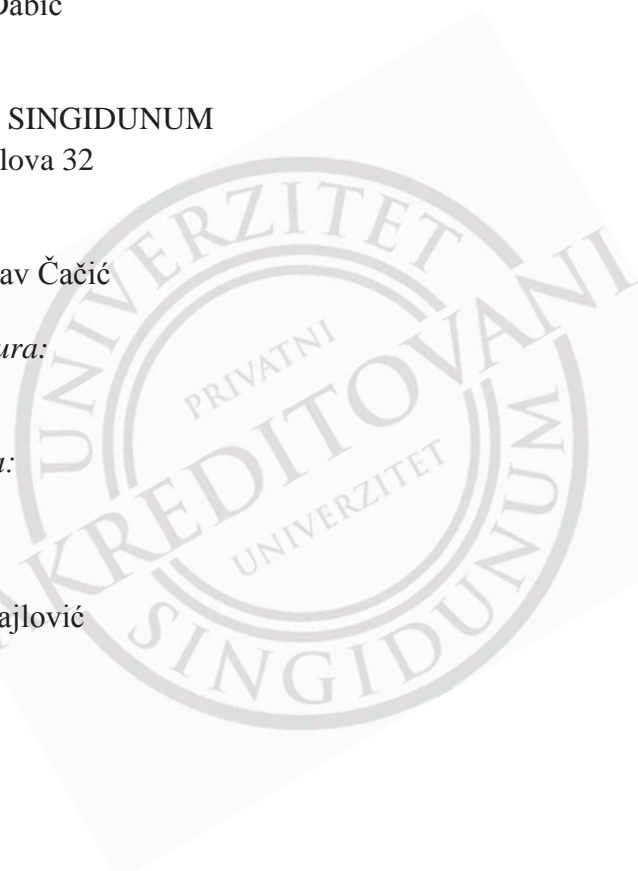 Dabić
SINGIDUNUM
lova 32
av Čačić
ura:
a:
ajlović
UNIVERZITET
SINGIDUNUM
PRIVATNI
AKREDITOVANI
UNIVERZITET